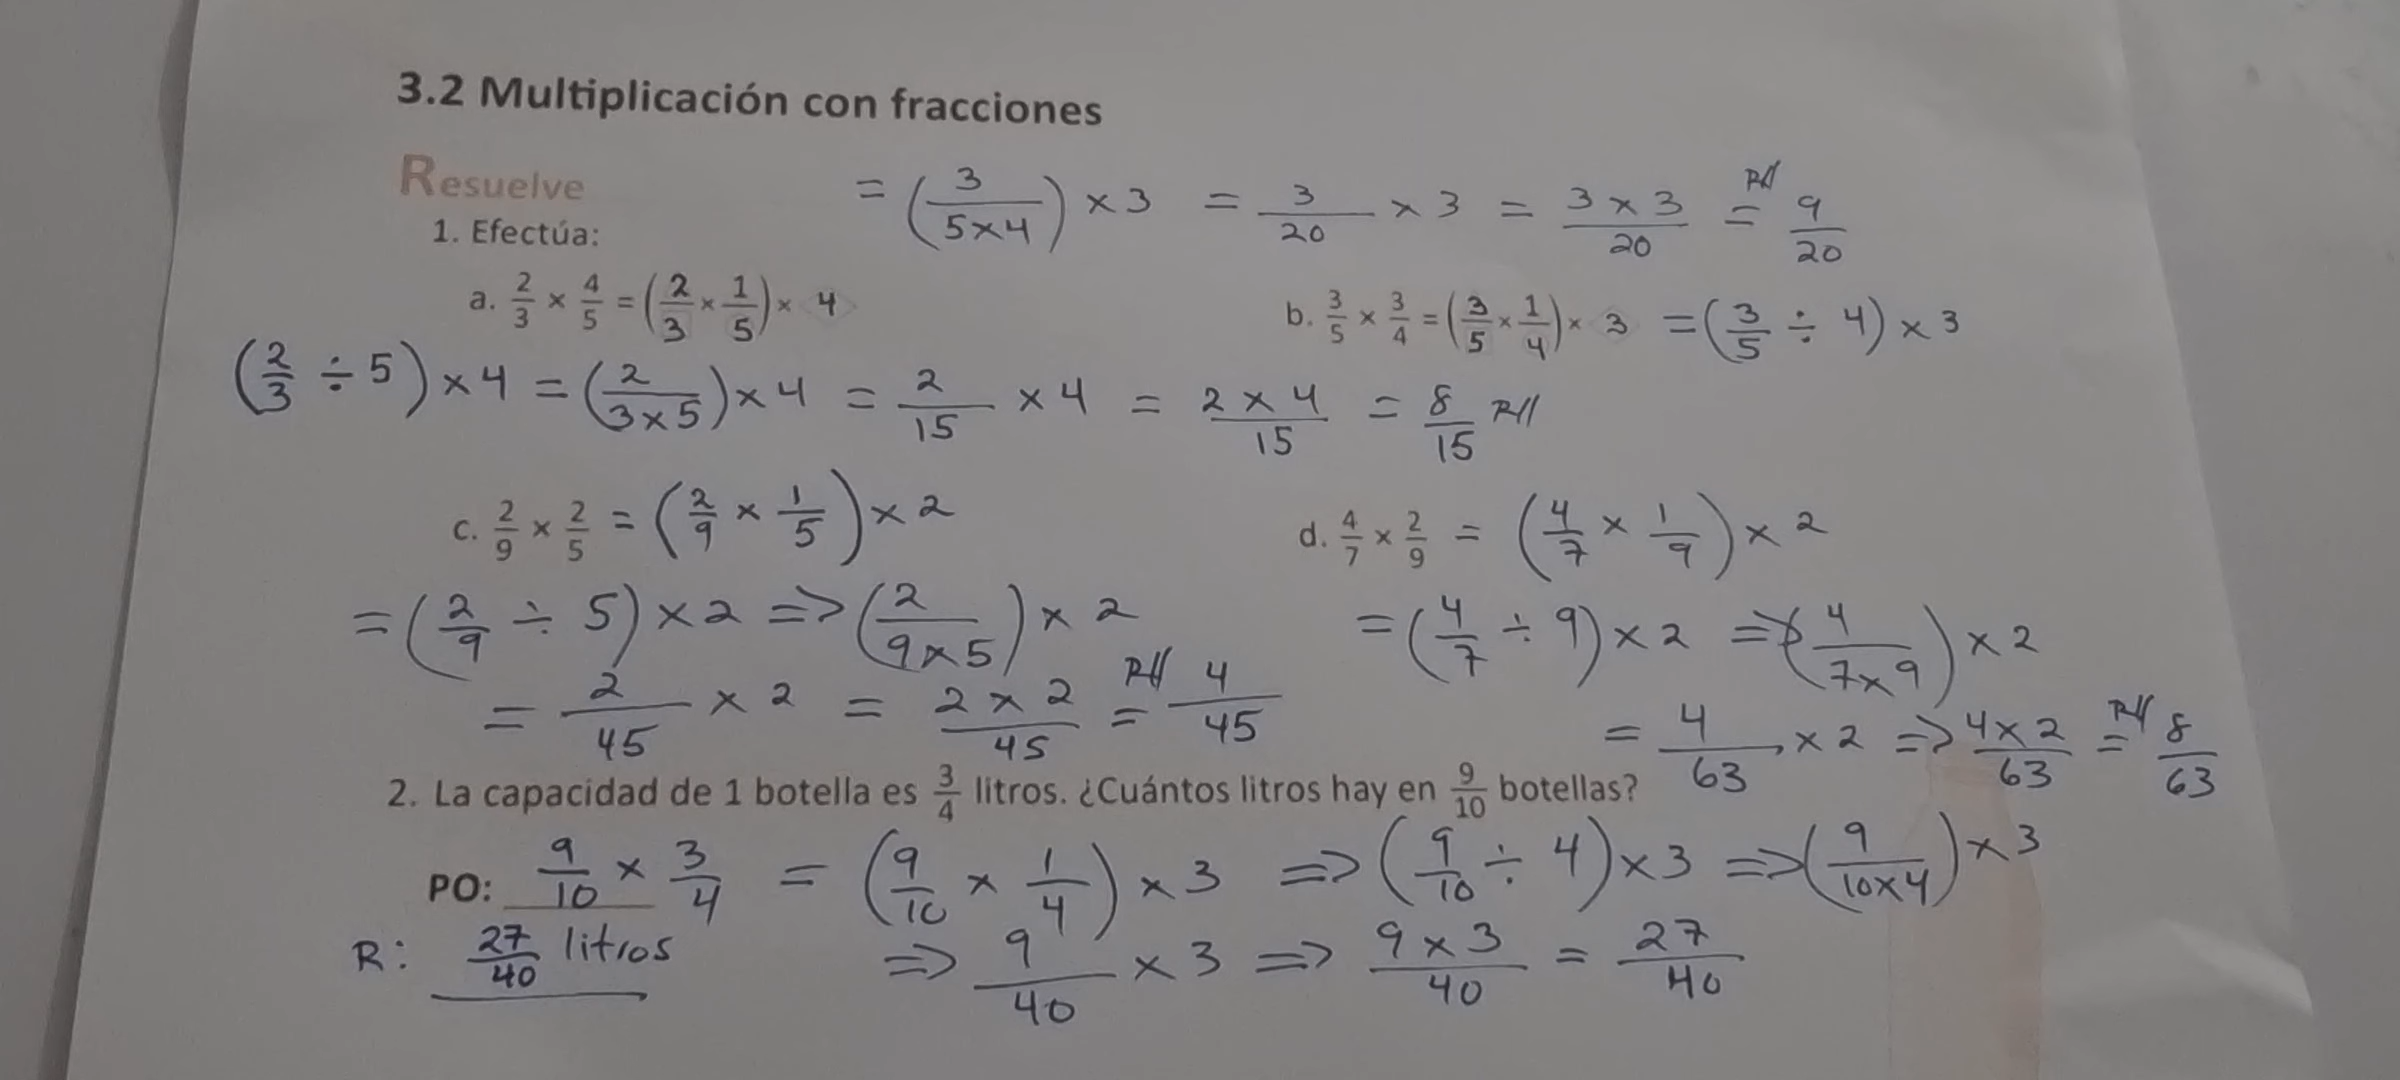 3.2 Multiplicación con fracciones
Resuelve
1. Efectúa:
a. 2/3 × 4/5 = (2/3 × 1/5) × 4
(2/3 ÷ 5) × 4 = (2/(3×5)) × 4 = 2/15 × 4 = (2 × 4)/15 = 8/15 R//
b. 3/5 × 3/4 = (3/5 × 1/4) × 3 = (3/5 ÷ 4) × 3
= (3/(5×4)) × 3 = 3/20 × 3 = (3 × 3)/20 R// = 9/20
c. 2/9 × 2/5 = (2/9 × 1/5) × 2
= (2/9 ÷ 5) × 2 => (2/(9×5)) × 2
= 2/45 × 2 = (2 × 2)/45 R// = 4/45
d. 4/7 × 2/9 = (4/7 × 1/9) × 2
= (4/7 ÷ 9) × 2 => (4/(7×9)) × 2
= 4/63 × 2 => (4×2)/63 R// = 8/63
2. La capacidad de 1 botella es 3/4 litros. ¿Cuántos litros hay en 9/10 botellas?
PO: 9/10 × 3/4 = (9/10 × 1/4) × 3 => (9/10 ÷ 4) × 3 => (9/(10×4)) × 3
=> 9/40 × 3 => (9 × 3)/40 = 27/40
R: 27/40 litros